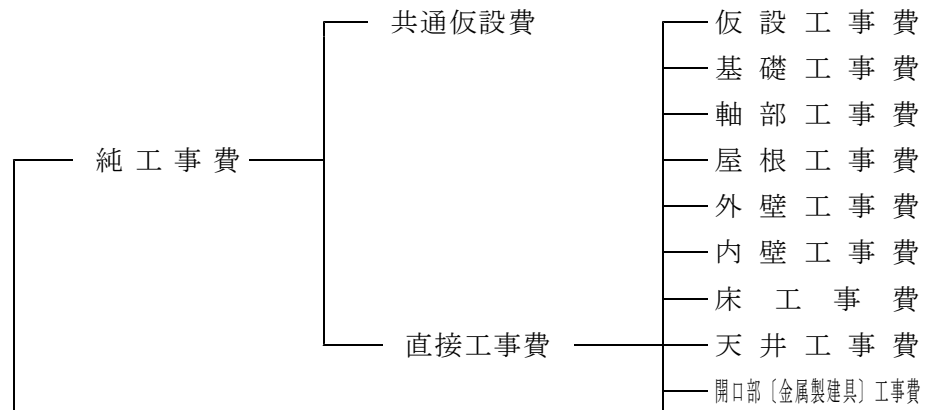 共通仮設費
仮設工事費
基礎工事費
軸部工事費
純工事費
屋根工事費
外壁工事費
内壁工事費
床工事費
直接工事費
天井工事費
開口部〔金属製建具〕工事費